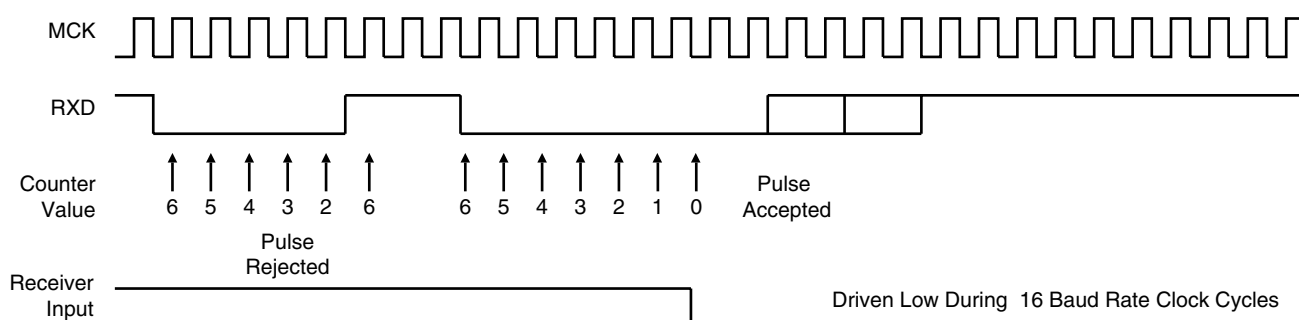 MCK
RXD
Counter
Value
6 5 4 3 2 6 6 5 4 3 2 1 0
Pulse
Accepted
Pulse
Rejected
Receiver
Input
Driven Low During 16 Baud Rate Clock Cycles